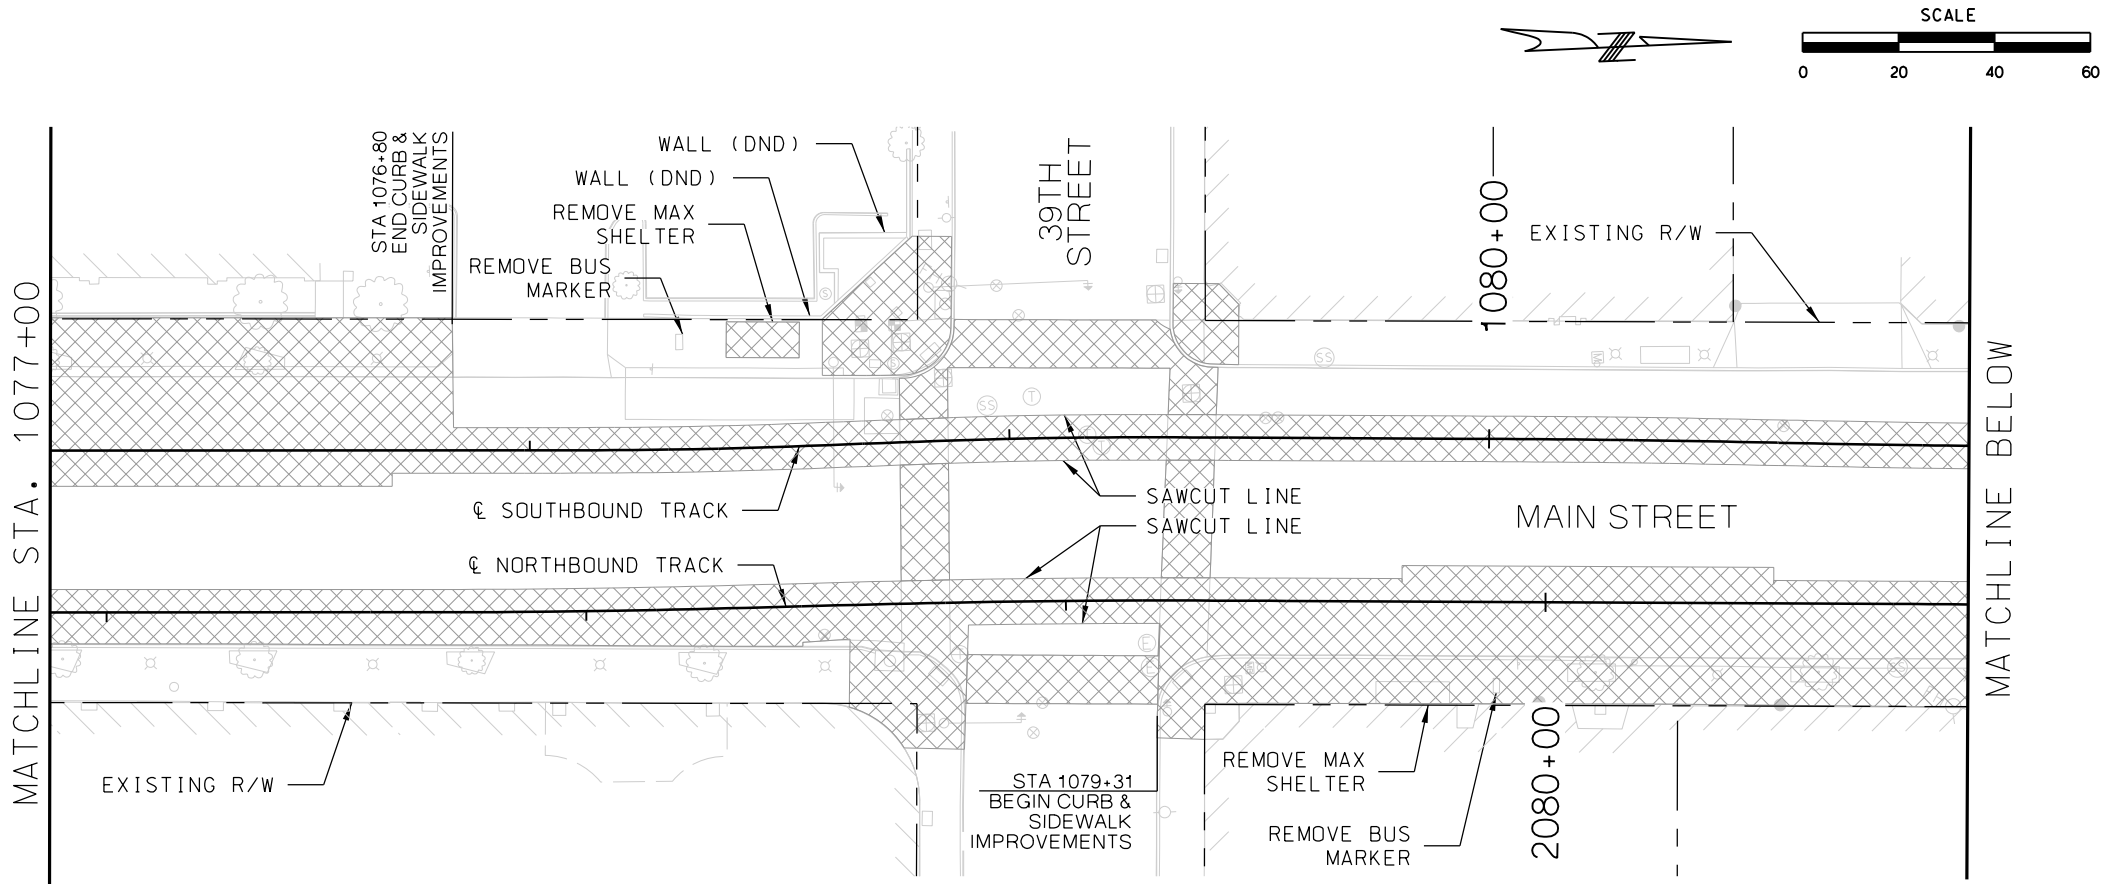 SCALE
0 20 40 60
MATCHLINE STA. 1077+00
STA 1076+80
END CURB &
SIDEWALK
IMPROVEMENTS
WALL (DND)
WALL (DND)
REMOVE MAX
SHELTER
REMOVE BUS
MARKER
39TH
STREET
1080+00
EXISTING R/W
MATCHLINE BELOW
S
SS
T
SS
℄ SOUTHBOUND TRACK
SAWCUT LINE
SAWCUT LINE
MAIN STREET
℄ NORTHBOUND TRACK
E
EXISTING R/W
STA 1079+31
BEGIN CURB &
SIDEWALK
IMPROVEMENTS
REMOVE MAX
SHELTER
REMOVE BUS
MARKER
2080+00